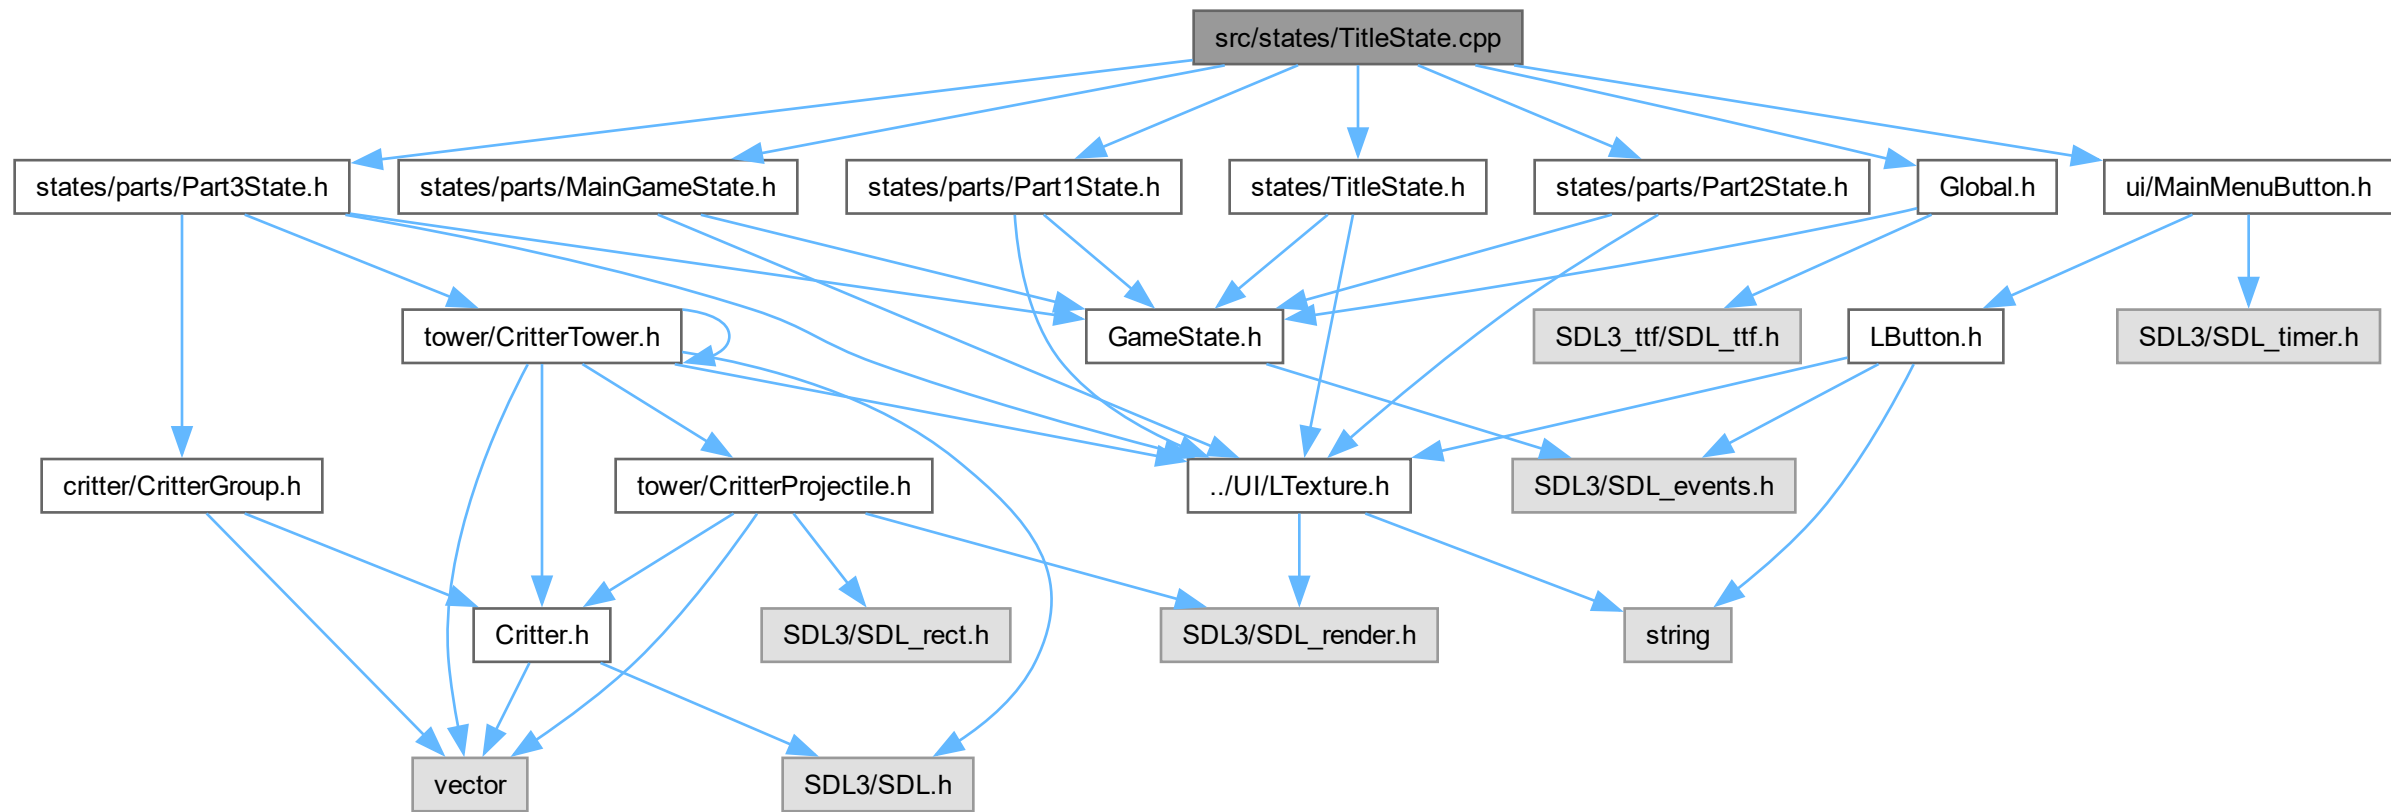 src/states/TitleState.cpp
states/parts/Part3State.h
states/parts/MainGameState.h
states/parts/Part1State.h
states/TitleState.h
states/parts/Part2State.h
Global.h
ui/MainMenuButton.h
tower/CritterTower.h
GameState.h
SDL3_ttf/SDL_ttf.h
LButton.h
SDL3/SDL_timer.h
critter/CritterGroup.h
tower/CritterProjectile.h
../UI/LTexture.h
SDL3/SDL_events.h
Critter.h
SDL3/SDL_rect.h
SDL3/SDL_render.h
string
vector
SDL3/SDL.h